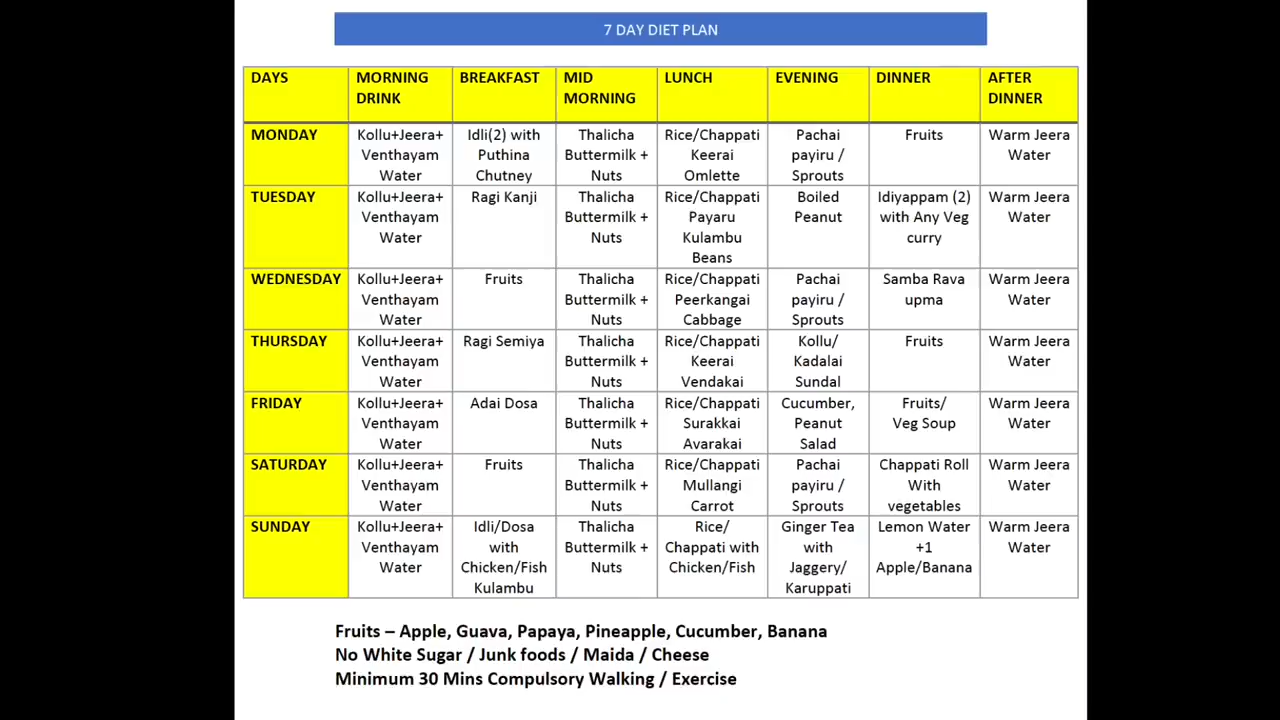 7 DAY DIET PLAN
DAYS
MORNING
DRINK
BREAKFAST
MID
MORNING
LUNCH
EVENING
DINNER
AFTER
DINNER
MONDAY
Kollu+Jeera+
Venthayam
Water
Idli(2) with
Puthina
Chutney
Thalicha
Buttermilk +
Nuts
Rice/Chappati
Keerai
Omlette
Pachai
payiru /
Sprouts
Fruits
Warm Jeera
Water
TUESDAY
Kollu+Jeera+
Venthayam
Water
Ragi Kanji
Thalicha
Buttermilk +
Nuts
Rice/Chappati
Payaru
Kulambu
Beans
Boiled
Peanut
Idiyappam (2)
with Any Veg
curry
Warm Jeera
Water
WEDNESDAY
Kollu+Jeera+
Venthayam
Water
Fruits
Thalicha
Buttermilk +
Nuts
Rice/Chappati
Peerkangai
Cabbage
Pachai
payiru /
Sprouts
Samba Rava
upma
Warm Jeera
Water
THURSDAY
Kollu+Jeera+
Venthayam
Water
Ragi Semiya
Thalicha
Buttermilk +
Nuts
Rice/Chappati
Keerai
Vendakai
Kollu/
Kadalai
Sundal
Fruits
Warm Jeera
Water
FRIDAY
Kollu+Jeera+
Venthayam
Water
Adai Dosa
Thalicha
Buttermilk +
Nuts
Rice/Chappati
Surakkai
Avarakai
Cucumber,
Peanut
Salad
Fruits/
Veg Soup
Warm Jeera
Water
SATURDAY
Kollu+Jeera+
Venthayam
Water
Fruits
Thalicha
Buttermilk +
Nuts
Rice/Chappati
Mullangi
Carrot
Pachai
payiru /
Sprouts
Chappati Roll
With
vegetables
Warm Jeera
Water
SUNDAY
Kollu+Jeera+
Venthayam
Water
Idli/Dosa
with
Chicken/Fish
Kulambu
Thalicha
Buttermilk +
Nuts
Rice/
Chappati with
Chicken/Fish
Ginger Tea
with
Jaggery/
Karuppati
Lemon Water
+1
Apple/Banana
Warm Jeera
Water
Fruits – Apple, Guava, Papaya, Pineapple, Cucumber, Banana
No White Sugar / Junk foods / Maida / Cheese
Minimum 30 Mins Compulsory Walking / Exercise